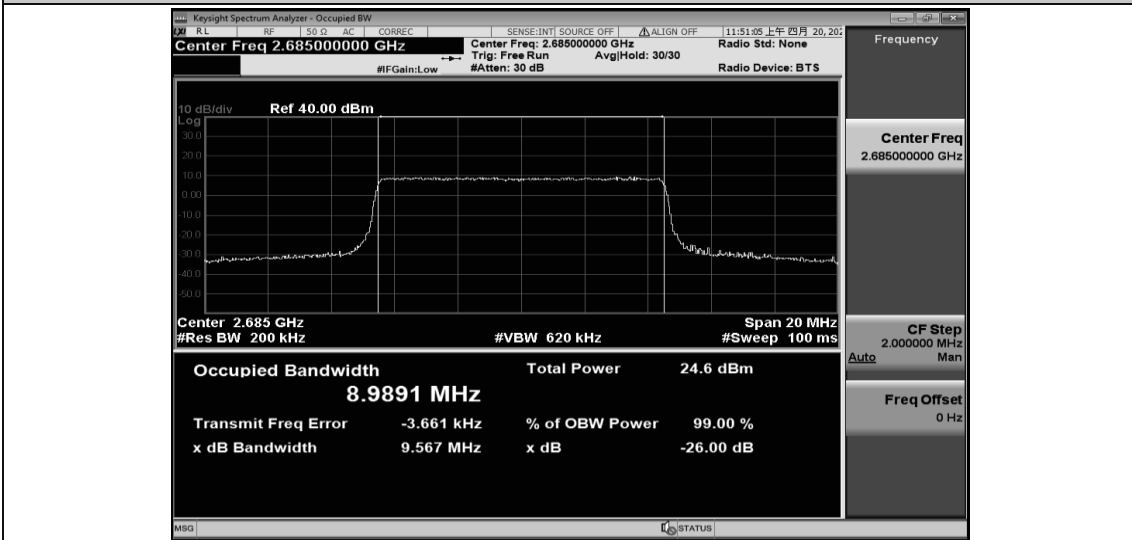 Keysight Spectrum Analyzer - Occupied BW
LXI RL RF 50 Ω AC CORREC SENSE:INT SOURCE OFF ALIGN OFF 11:51:05 上午 四月 20, 202
Center Freq 2.685000000 GHz
Center Freq: 2.685000000 GHz
Radio Std: None
Trig: Free Run Avg|Hold: 30/30
#IFGain:Low
#Atten: 30 dB
Radio Device: BTS
10 dB/div Ref 40.00 dBm
Log
30.0
20.0
10.0
0.00
-10.0
-20.0
-30.0
-40.0
-50.0
Center 2.685 GHz
Span 20 MHz
#Res BW 200 kHz
#VBW 620 kHz
#Sweep 100 ms
Occupied Bandwidth
8.9891 MHz
Total Power 24.6 dBm
Transmit Freq Error -3.661 kHz
% of OBW Power 99.00 %
x dB Bandwidth 9.567 MHz
x dB -26.00 dB
MSG
STATUS
Frequency
Center Freq
2.685000000 GHz
CF Step
2.000000 MHz
Auto Man
Freq Offset
0 Hz